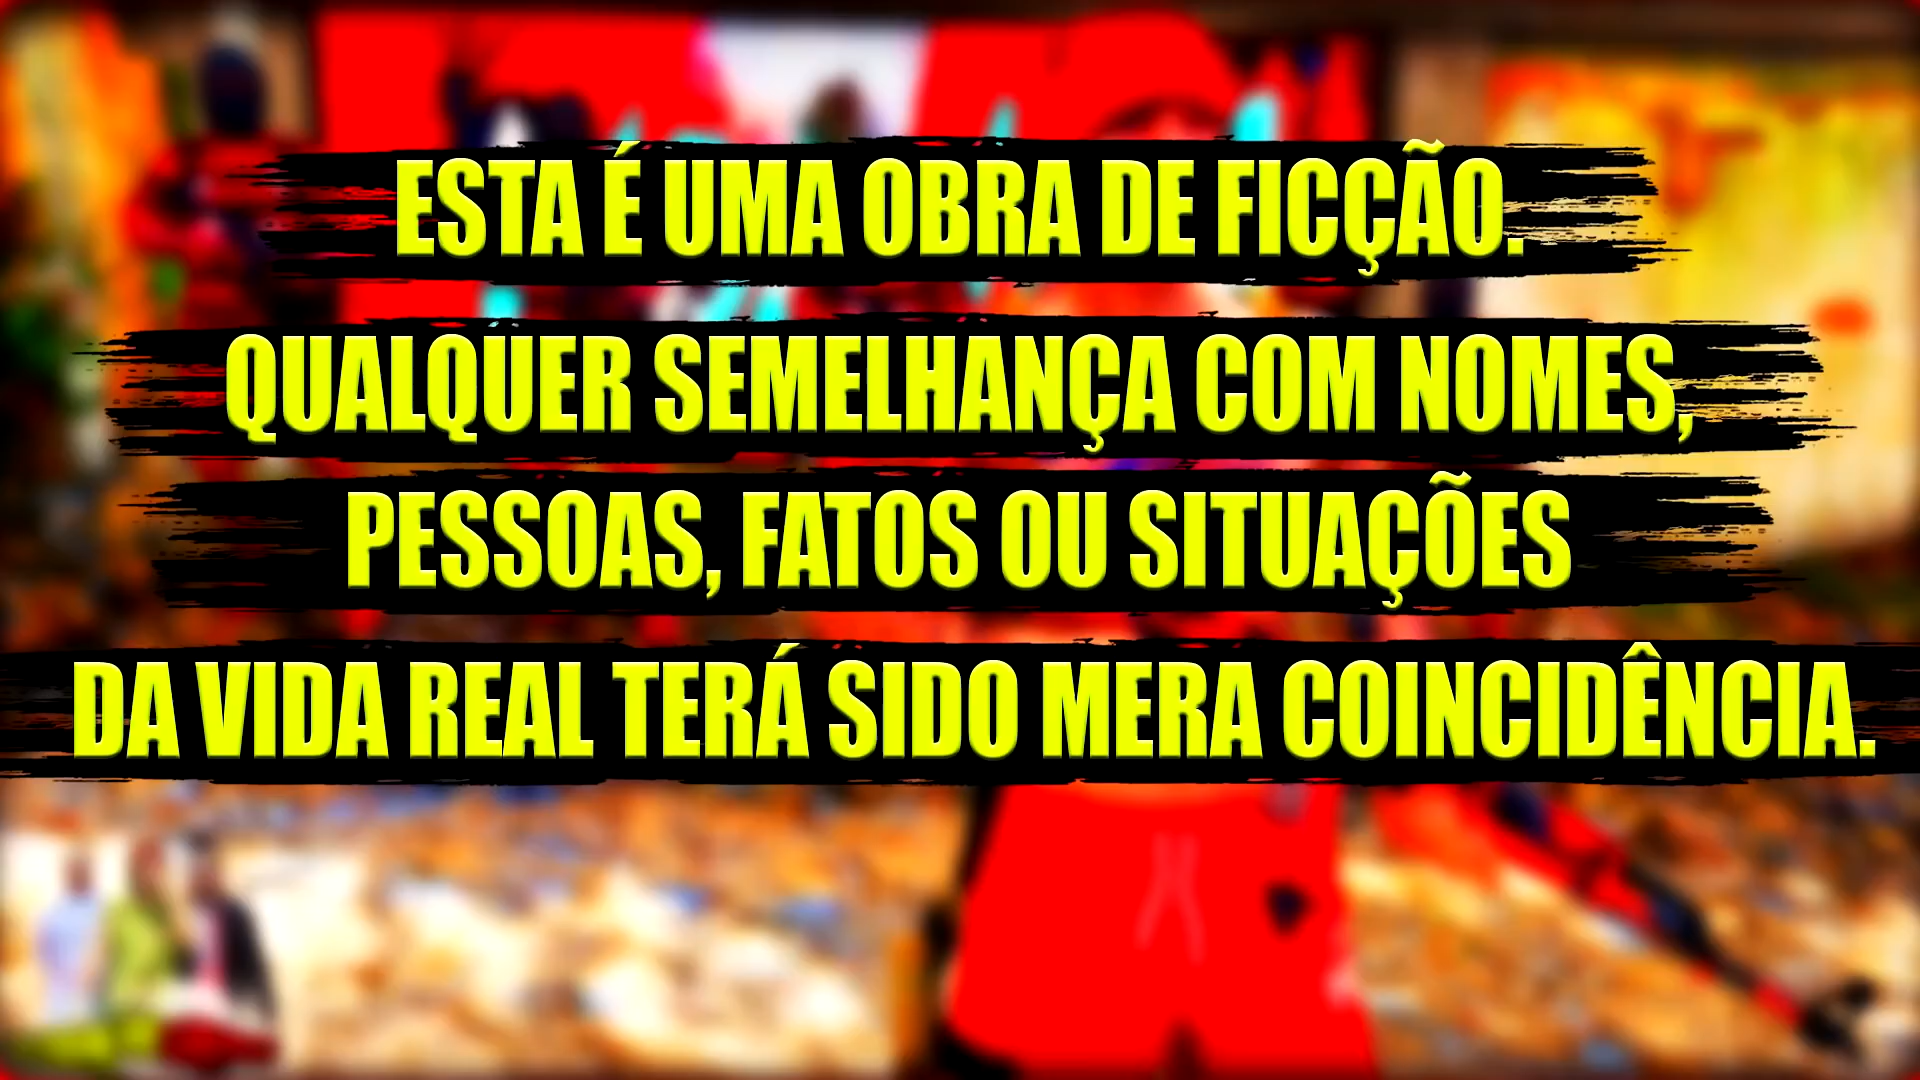 ESTA É UMA OBRA DE FICÇÃO.
QUALQUER SEMELHANÇA COM NOMES,
PESSOAS, FATOS OU SITUAÇÕES
DA VIDA REAL TERÁ SIDO MERA COINCIDÊNCIA.